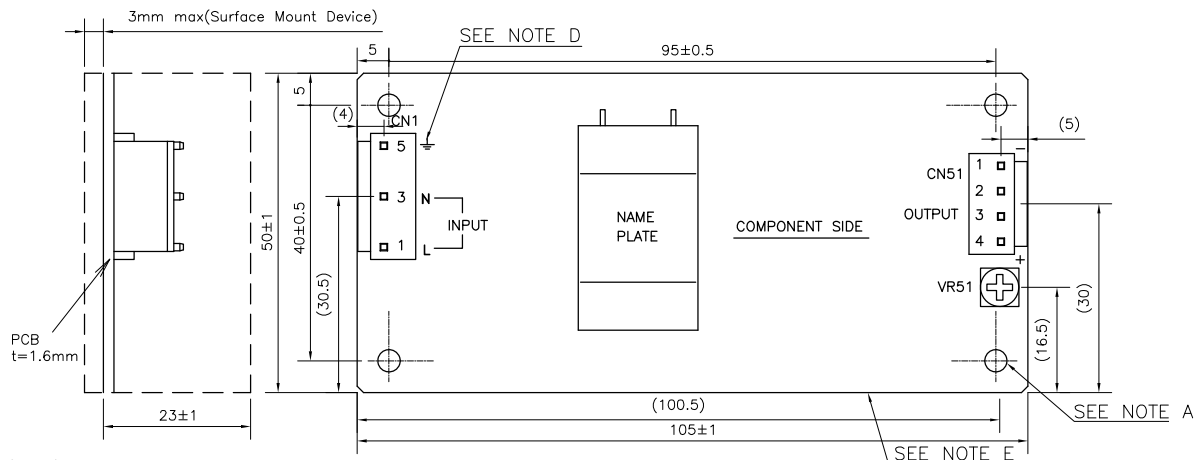 3mm max(Surface Mount Device)
SEE NOTE D
5
95±0.5
5
(4)
CN1
(5)
5
3
1
N
L
INPUT
NAME
PLATE
COMPONENT SIDE
CN51
OUTPUT
1
2
3
4
-
+
VR51
50±1
40±0.5
(30.5)
(30)
(16.5)
PCB
t=1.6mm
23±1
(100.5)
105±1
SEE NOTE A
SEE NOTE E